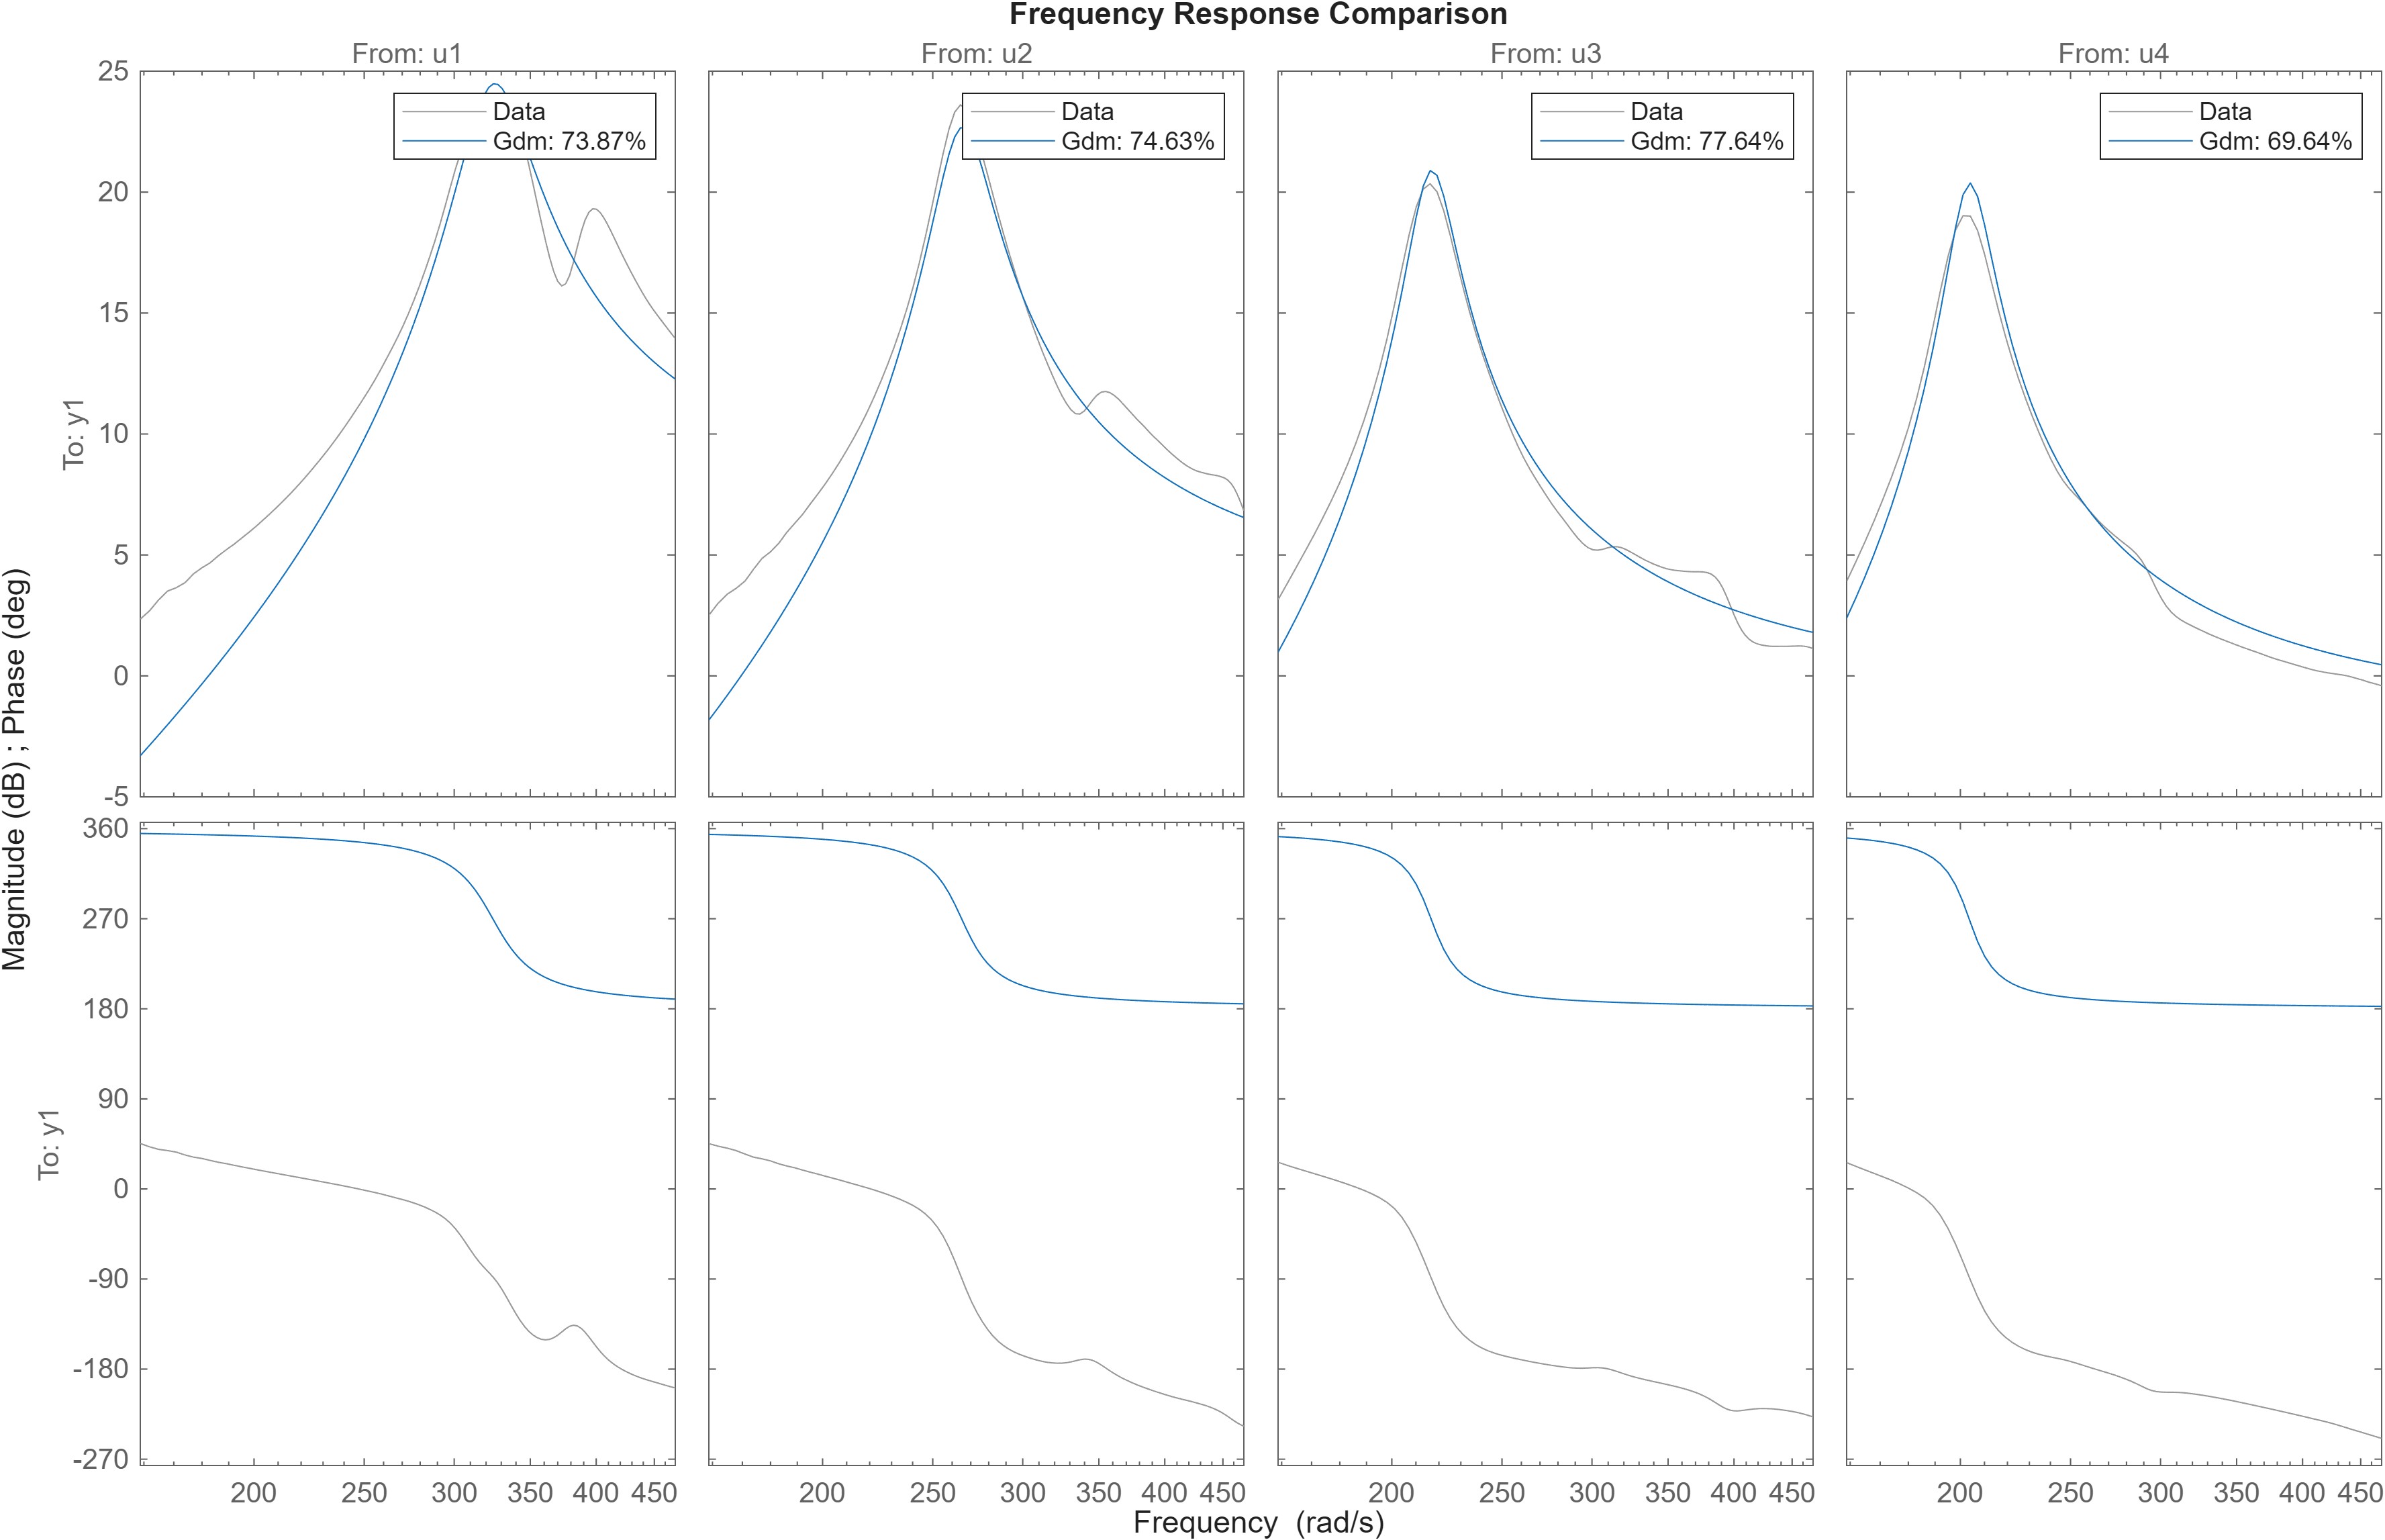 Frequency Response Comparison
From: u1
From: u2
From: u3
From: u4
Data
Gdm: 73.87%
Data
Gdm: 74.63%
Data
Gdm: 77.64%
Data
Gdm: 69.64%
Magnitude (dB) ; Phase (deg)
To: y1
25
20
15
10
5
0
-5
To: y1
360
270
180
90
0
-90
-180
-270
200 250 300 350 400 450
200 250 300 350 400 450
200 250 300 350 400 450
200 250 300 350 400 450
Frequency (rad/s)